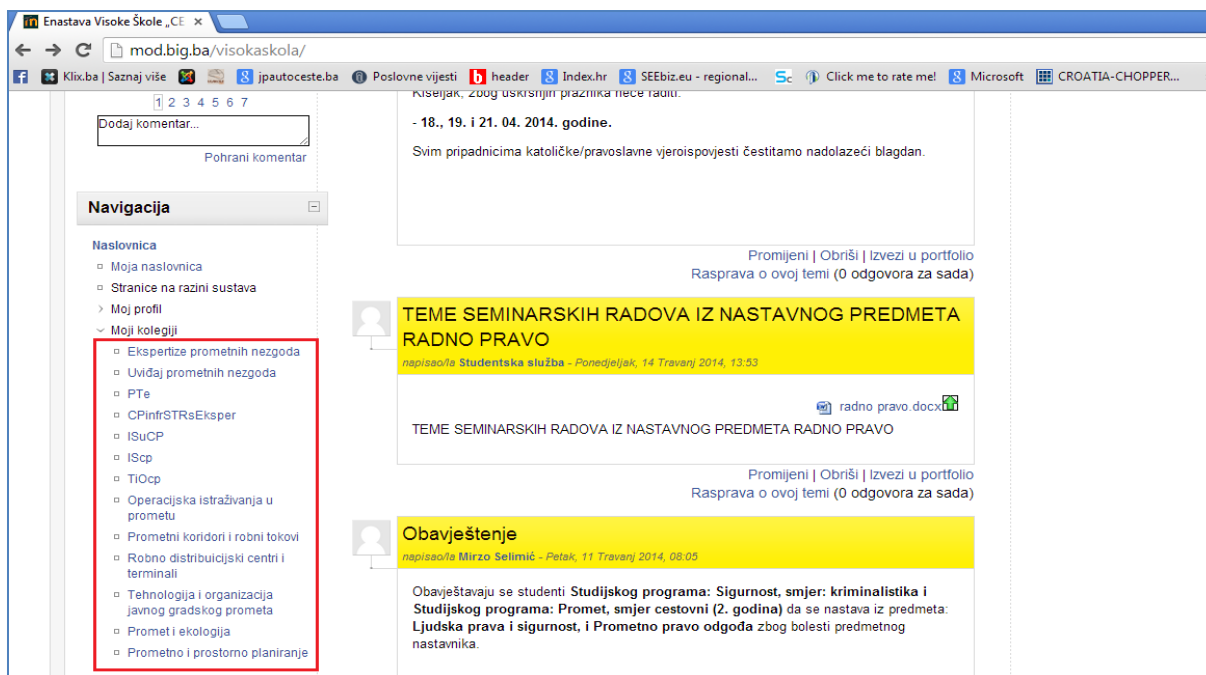 Enastava Visoke Škole „CE
mod.big.ba/visokaskola/
Klix.ba | Saznaj više
jpautoceste.ba
Poslovne vijesti
header
Index.hr
SEEbiz.eu - regional...
Click me to rate me!
Microsoft
CROATIA-CHOPPER...
1 2 3 4 5 6 7
Dodaj komentar...
Pohrani komentar
Navigacija
Naslovnica
Moja naslovnica
Stranice na razini sustava
Moj profil
Moji kolegiji
Ekspertize prometnih nezgoda
Uviđaj prometnih nezgoda
PTe
CPinfrSTRsEksper
ISuCP
IScp
TiOcp
Operacijska istraživanja u
prometu
Prometni koridori i robni tokovi
Robno distribuicijski centri i
terminali
Tehnologija i organizacija
javnog gradskog prometa
Promet i ekologija
Prometno i prostorno planiranje
Kiseljak, zbog uskršnjih praznika neće raditi:
- 18., 19. i 21. 04. 2014. godine.
Svim pripadnicima katoličke/pravoslavne vjeroispovjesti čestitamo nadolazeći blagdan.
Promijeni | Obriši | Izvezi u portfolio
Rasprava o ovoj temi (0 odgovora za sada)
TEME SEMINARSKIH RADOVA IZ NASTAVNOG PREDMETA
RADNO PRAVO
napisao/la Studentska služba - Ponedjeljak, 14 Travanj 2014, 13:53
radno pravo.docx
TEME SEMINARSKIH RADOVA IZ NASTAVNOG PREDMETA RADNO PRAVO
Promijeni | Obriši | Izvezi u portfolio
Rasprava o ovoj temi (0 odgovora za sada)
Obavještenje
napisao/la Mirzo Selimić - Petak, 11 Travanj 2014, 08:05
Obavještavaju se studenti Studijskog programa: Sigurnost, smjer: kriminalistika i
Studijskog programa: Promet, smjer cestovni (2. godina) da se nastava iz predmeta:
Ljudska prava i sigurnost, i Prometno pravo odgođa zbog bolesti predmetnog
nastavnika.